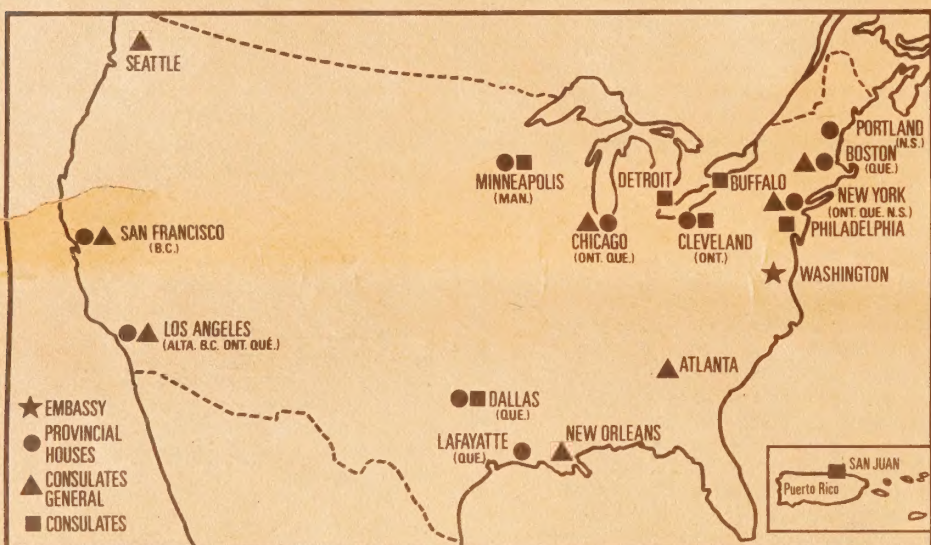 SEATTLE
PORTLAND
(N.S.)
BOSTON
(QUE.)
MINNEAPOLIS
(MAN.)
DETROIT
BUFFALO
NEW YORK
(ONT. QUE. N.S.)
PHILADELPHIA
SAN FRANCISCO
(B.C.)
CHICAGO
(ONT. QUE.)
CLEVELAND
(ONT.)
WASHINGTON
LOS ANGELES
(ALTA. B.C. ONT. QUÉ.)
ATLANTA
DALLAS
(QUE.)
LAFAYATTE
(QUE.)
NEW ORLEANS
EMBASSY
PROVINCIAL
HOUSES
CONSULATES
GENERAL
CONSULATES
SAN JUAN
Puerto Rico